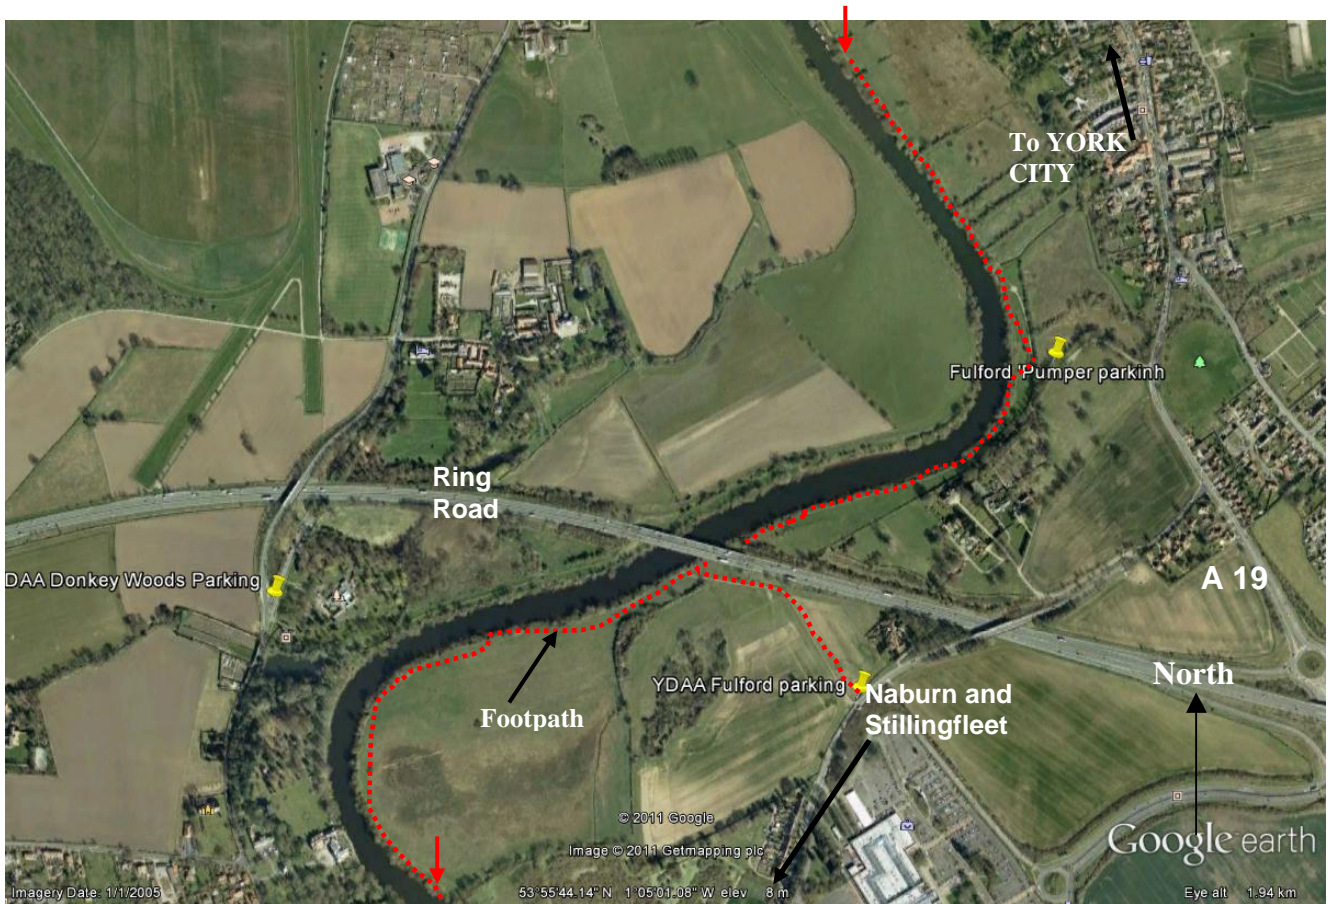 To YORK
CITY
Fulford 'Pumper parkinh
Ring
Road
DAA Donkey Woods Parking
A 19
North
YDAA Fulford parking
Naburn and
Stillingfleet
Footpath
© 2011 Google
Image © 2011 Getmapping plc
Google earth
Imagery Date: 1/1/2005
53°55'44.14" N 1°05'01.08" W elev 8 m
Eye alt 1.94 km